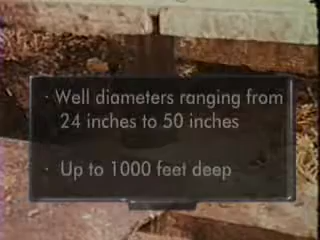 · Well diameters ranging from
24 inches to 50 inches
· Up to 1000 feet deep